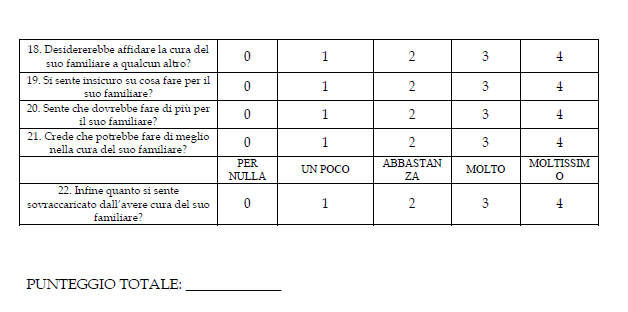 18. Desidererebbe affidare la cura del
suo familiare a qualcun altro?
0 1 2 3 4
19. Si sente insicuro su cosa fare per il
suo familiare?
0 1 2 3 4
20. Sente che dovrebbe fare di più per
il suo familiare?
0 1 2 3 4
21. Crede che potrebbe fare di meglio
nella cura del suo familiare?
0 1 2 3 4
PER
NULLA
UN POCO
ABBASTAN
ZA
MOLTO
MOLTISSIM
O
22. Infine quanto si sente
sovraccaricato dall'avere cura del suo
familiare?
0 1 2 3 4
PUNTEGGIO TOTALE: ______________